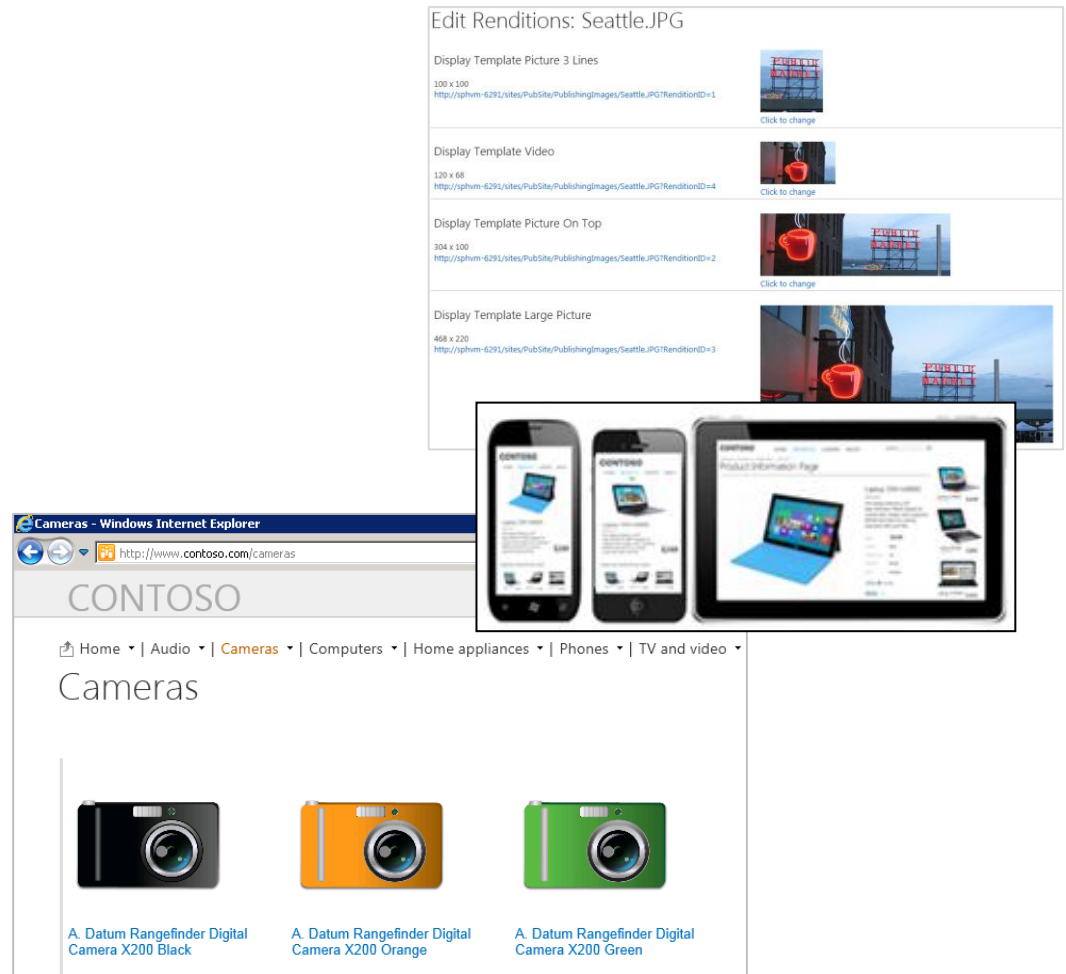 Edit Renditions: Seattle.JPG
Display Template Picture 3 Lines
100 x 100
http://sphvm-6291/sites/PubSite/PublishingImages/Seattle.JPG?RenditionID=1
PUBLIC
MARKET
Click to change
Display Template Video
120 x 68
http://sphvm-6291/sites/PubSite/PublishingImages/Seattle.JPG?RenditionID=4
Click to change
Display Template Picture On Top
304 x 100
http://sphvm-6291/sites/PubSite/PublishingImages/Seattle.JPG?RenditionID=2
PUBLIC
MARKET
Click to change
Display Template Large Picture
468 x 220
http://sphvm-6291/sites/PubSite/PublishingImages/Seattle.JPG?RenditionID=3
PUBLIC
MARKET
CONTOSO
CONTOSO
CONTOSO
Product Information Page
Cameras - Windows Internet Explorer
http://www.contoso.com/cameras
CONTOSO
Home | Audio | Cameras | Computers | Home appliances | Phones | TV and video
Cameras
A. Datum Rangefinder Digital
Camera X200 Black
A. Datum Rangefinder Digital
Camera X200 Orange
A. Datum Rangefinder Digital
Camera X200 Green